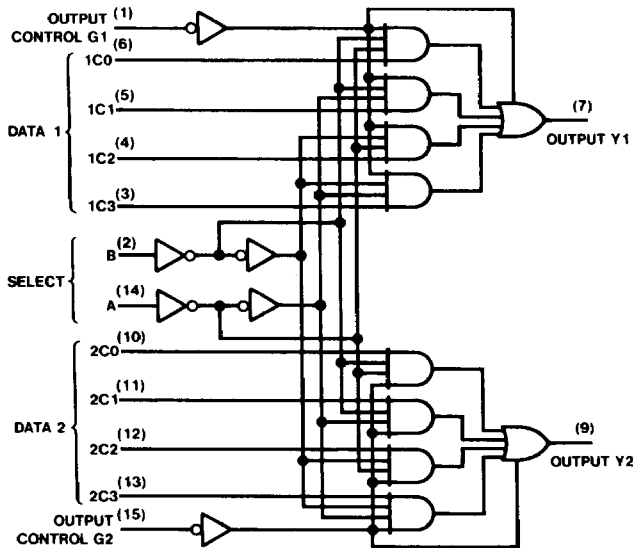 OUTPUT (1)
CONTROL G1
(6)
1C0
(5)
1C1
DATA 1
(4)
1C2
(3)
1C3
(7)
OUTPUT Y1
(2)
B
SELECT
(14)
A
(10)
2C0
(11)
2C1
DATA 2
(12)
2C2
(13)
2C3
OUTPUT (15)
CONTROL G2
(9)
OUTPUT Y2